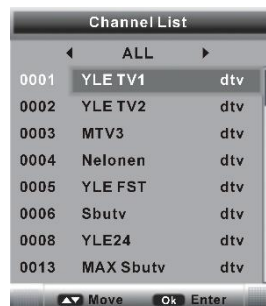 Channel List
ALL
0001 YLE TV1 dtv
0002 YLE TV2 dtv
0003 MTV3 dtv
0004 Nelonen dtv
0005 YLE FST dtv
0006 Sbutv dtv
0008 YLE24 dtv
0013 MAX Sbutv dtv
Move Ok Enter